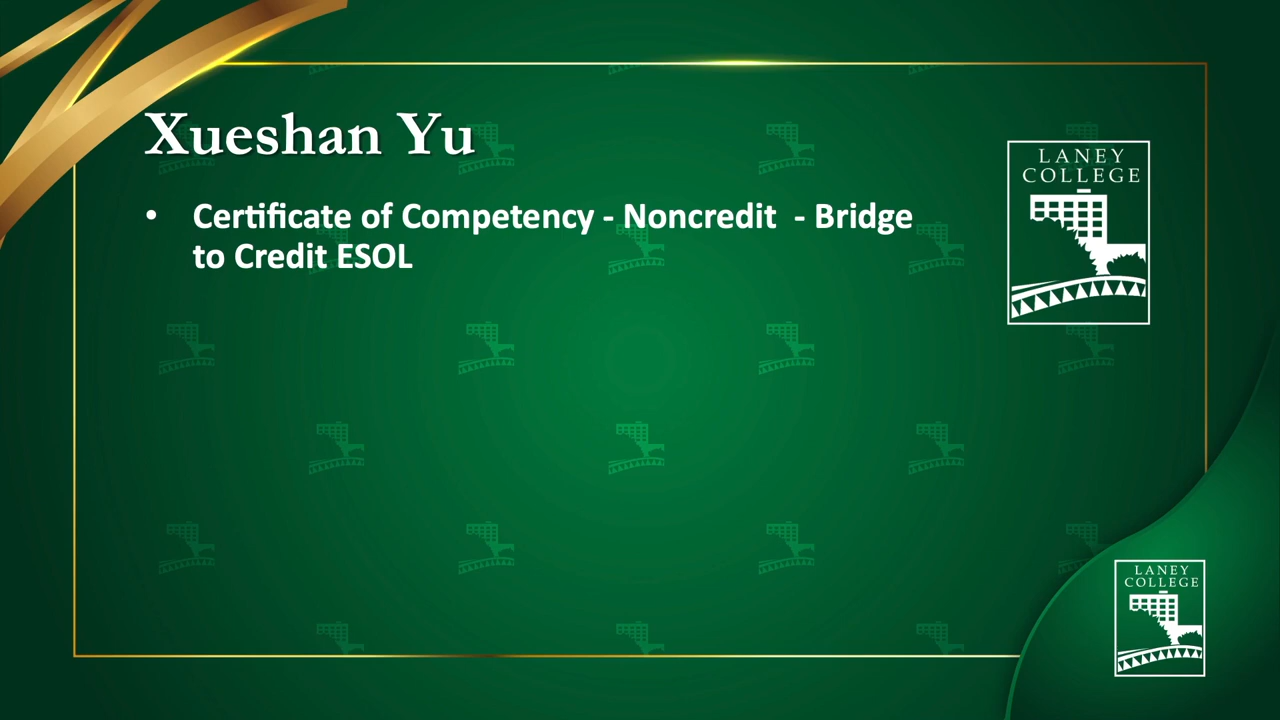 Xueshan Yu
• Certificate of Competency - Noncredit  - Bridge
to Credit ESOL
LANEY
COLLEGE
LANEY
COLLEGE